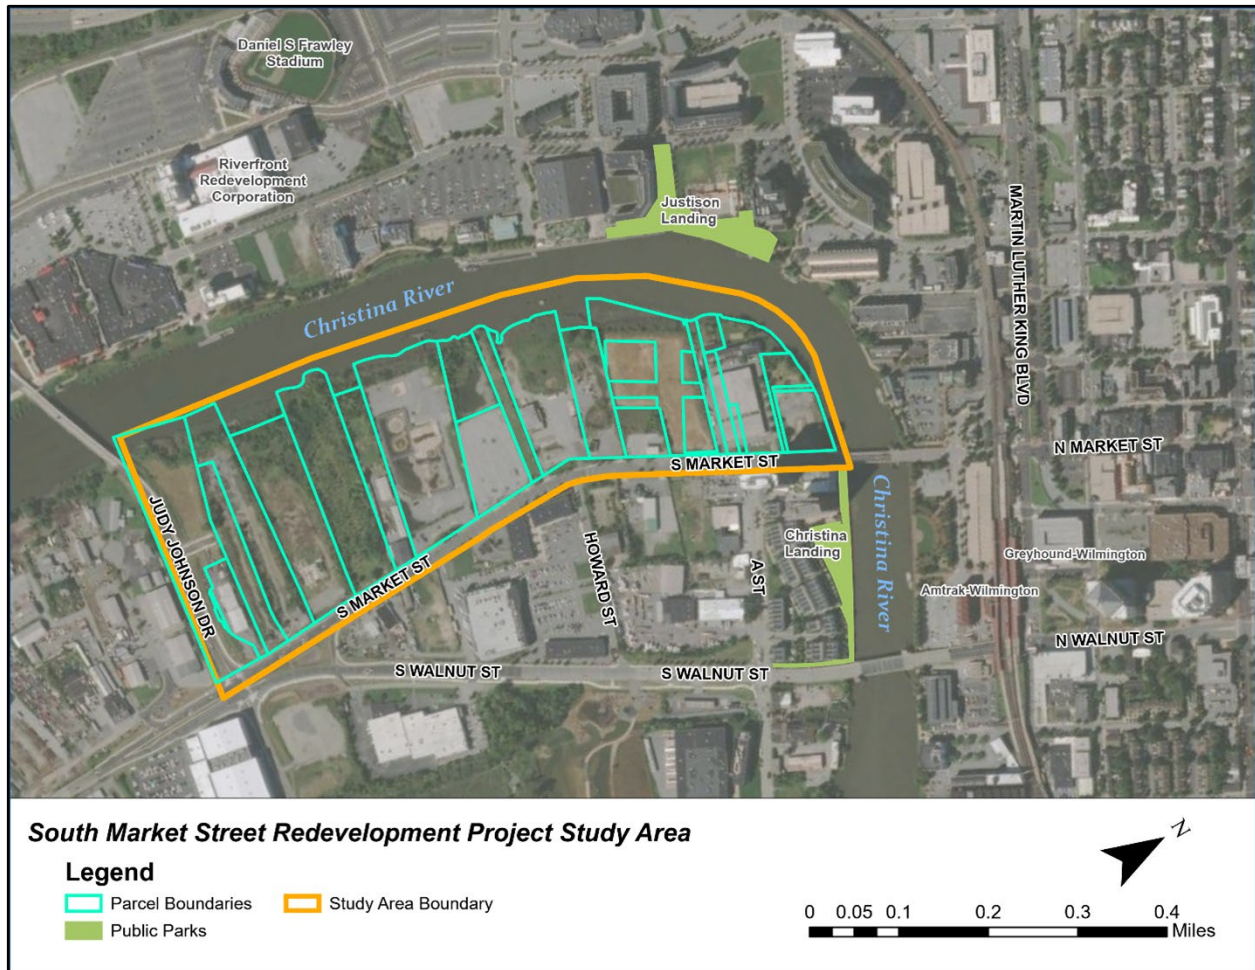 Daniel S Frawley
Stadium
Riverfront
Redevelopment
Corporation
Justison
Landing
MARTIN LUTHER KING BLVD
Christina River
N MARKET ST
S MARKET ST
Christina River
Christina
Landing
Greyhound-Wilmington
JUDY JOHNSON DR
S MARKET ST
HOWARD ST
A ST
Amtrak-Wilmington
N WALNUT ST
S WALNUT ST
S WALNUT ST
South Market Street Redevelopment Project Study Area
N
Legend
Parcel Boundaries
Study Area Boundary
Public Parks
0 0.05 0.1 0.2 0.3 0.4
Miles